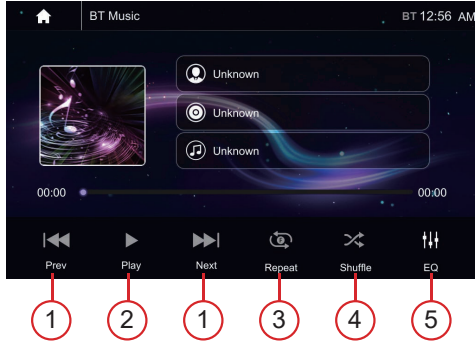 BT Music
BT 12:56 AM
Unknown
Unknown
Unknown
00:00
00:00
Prev
Play
Next
Repeat
Shuffle
EQ
1
2
1
3
4
5